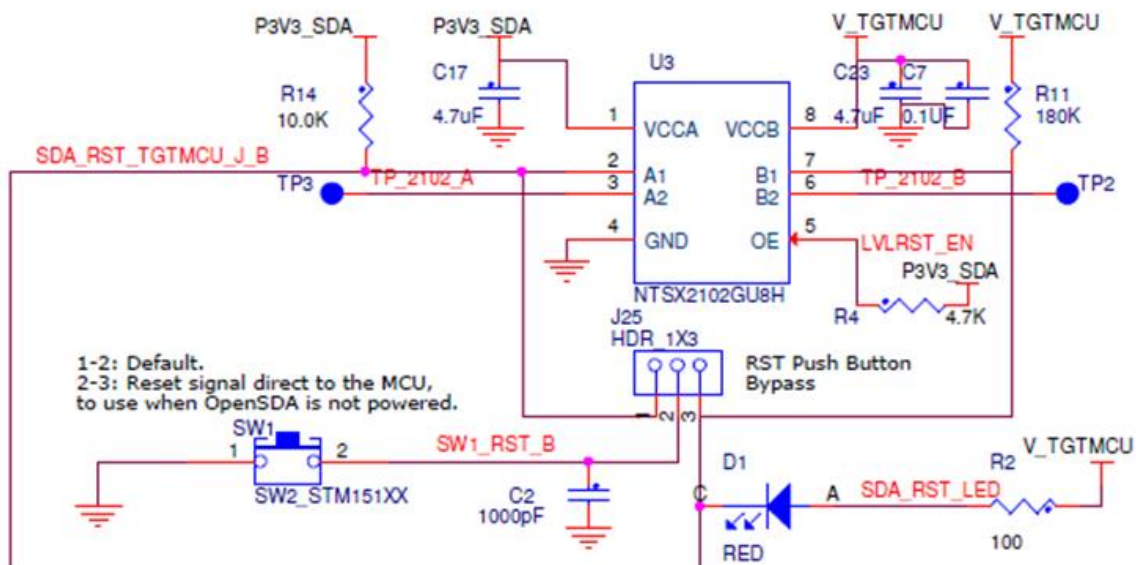 P3V3_SDA
P3V3_SDA
V_TGTMCU
V_TGTMCU
U3
C17
4.7uF
C23
4.7uF
C7
0.1UF
R14
10.0K
R11
180K
1
VCCA
VCCB
8
SDA_RST_TGTMCU_J_B
2
A1
B1
7
TP3
TP_2102_A
3
A2
B2
6
TP_2102_B
TP2
4
GND
OE
5
LVLRST_EN
P3V3_SDA
NTSX2102GU8H
R4
4.7K
J25
HDR_1X3
1-2: Default.
2-3: Reset signal direct to the MCU,
to use when OpenSDA is not powered.
RST Push Button
Bypass
1
2
3
SW1
1
2
SW1_RST_B
SW2_STM151XX
C2
1000pF
D1
C
A
RED
SDA_RST_LED
R2
100
V_TGTMCU